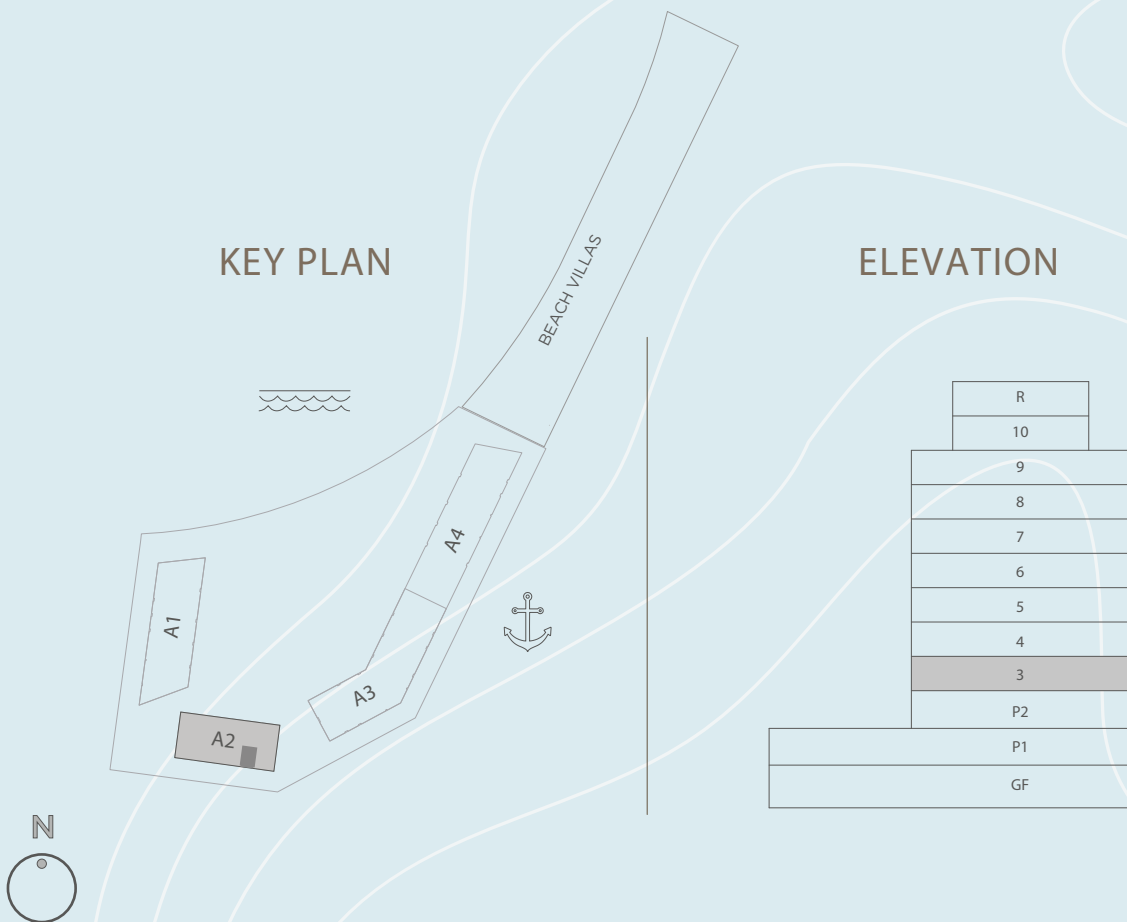 KEY PLAN
ELEVATION
BEACH VILLAS
A4
A1
A3
A2
N
R
10
9
8
7
6
5
4
3
P2
P1
GF